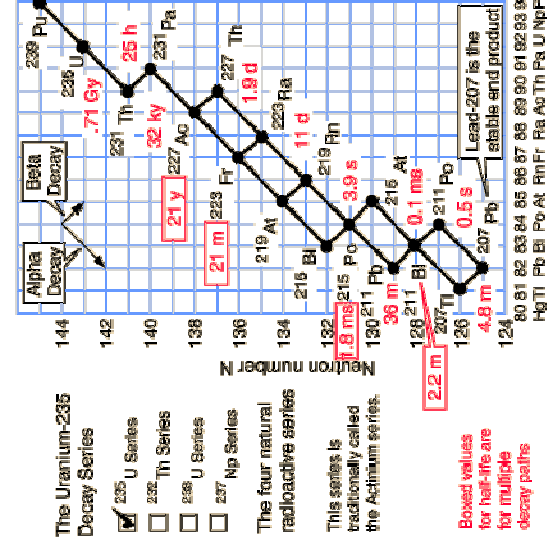 The Uranium-235
Decay Series
235 U Series
232 Th Series
238 U Series
237 Np Series
The four natural
radioactive series
This series is
traditionally called
the Actinium series.
Boxed values
for half-life are
for multiple
decay paths
Neutron number N
144
142
140
138
136
134
132
130
128
126
124
Alpha
Decay
Beta
Decay
239 Pu
235 U
.71 Gy
231 Th
25 h
231 Pa
32 ky
227 Ac
21 y
227 Th
1.9 d
223 Fr
21 m
223 Ra
11 d
219 At
219 Rn
3.9 s
215 Bi
215 Po
1.8 ms
215 At
0.1 ms
211 Pb
36 m
211 Bi
2.2 m
211 Po
0.5 s
207 Tl
4.8 m
207 Pb
Lead-207 is the
stable end product
80 81 82 83 84 85 86 87 88 89 90 91 92 93 9
Hg Tl Pb Bi Po At Rn Fr Ra Ac Th Pa U Np P